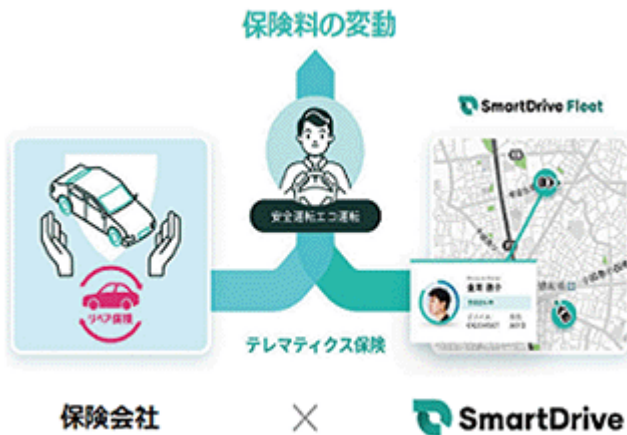 保険料の変動
SmartDrive Fleet
安全運転エコ運転
リペア保険
テレマティクス保険
保険会社
×
SmartDrive